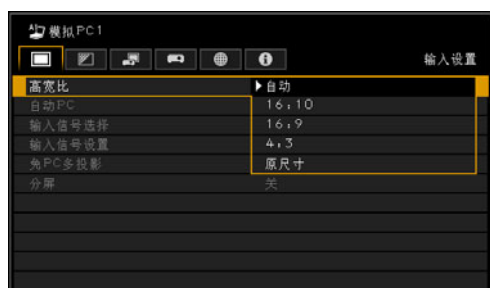 模拟PC1
输入设置
高宽比 ▶自动
自动PC 16:10
输入信号选择 16:9
输入信号设置 4:3
免PC多投影 原尺寸
分屏 关